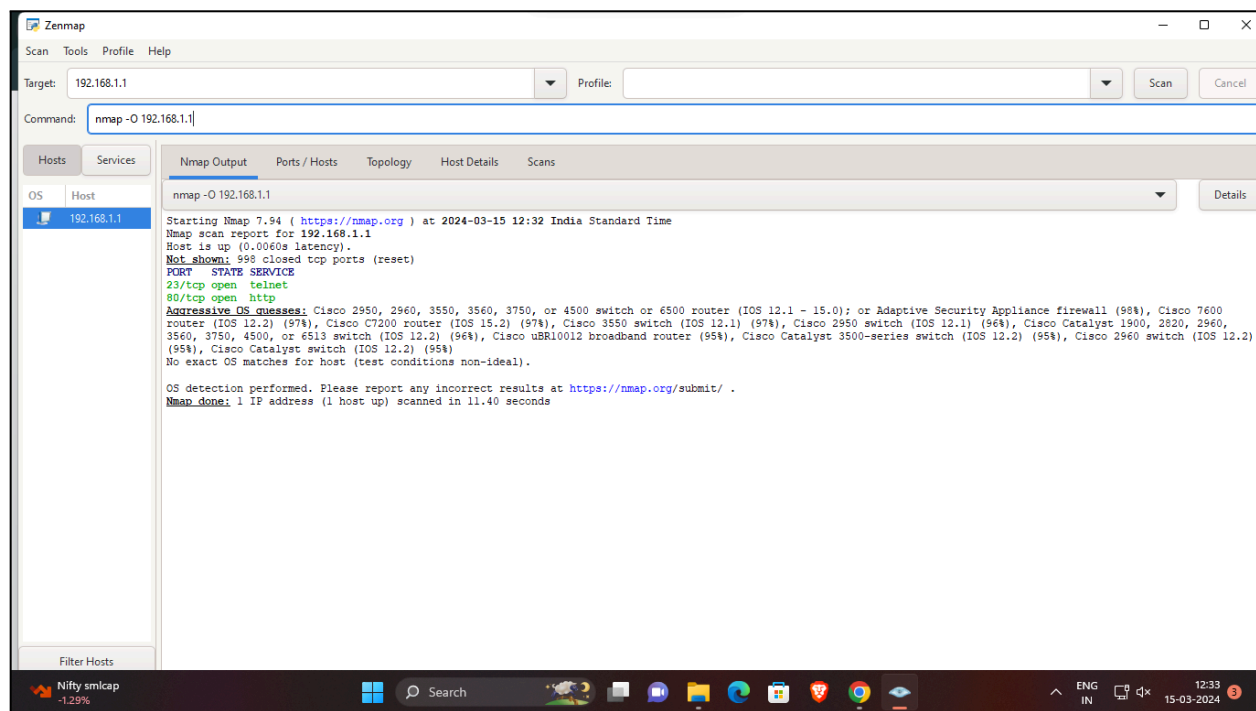 Zenmap
Scan Tools Profile Help
Target: 192.168.1.1 Profile: Scan Cancel
Command: nmap -O 192.168.1.1
Hosts Services Nmap Output Ports / Hosts Topology Host Details Scans
OS Host nmap -O 192.168.1.1 Details
192.168.1.1
Starting Nmap 7.94 ( https://nmap.org ) at 2024-03-15 12:32 India Standard Time
Nmap scan report for 192.168.1.1
Host is up (0.0060s latency).
Not shown: 998 closed tcp ports (reset)
PORT STATE SERVICE
23/tcp open telnet
80/tcp open http
Aggressive OS guesses: Cisco 2950, 2960, 3550, 3560, 3750, or 4500 switch or 6500 router (IOS 12.1 - 15.0); or Adaptive Security Appliance firewall (98%), Cisco 7600
router (IOS 12.2) (97%), Cisco C7200 router (IOS 15.2) (97%), Cisco 3550 switch (IOS 12.1) (97%), Cisco 2950 switch (IOS 12.1) (96%), Cisco Catalyst 1900, 2820, 2960,
3560, 3750, 4500, or 6513 switch (IOS 12.2) (96%), Cisco uBR10012 broadband router (95%), Cisco Catalyst 3500-series switch (IOS 12.2) (95%), Cisco 2960 switch (IOS 12.2)
(95%), Cisco Catalyst switch (IOS 12.2) (95%)
No exact OS matches for host (test conditions non-ideal).
OS detection performed. Please report any incorrect results at https://nmap.org/submit/ .
Nmap done: 1 IP address (1 host up) scanned in 11.40 seconds
Filter Hosts
Nifty smlcap
-1.29%
Search
ENG
IN
12:33
15-03-2024
3